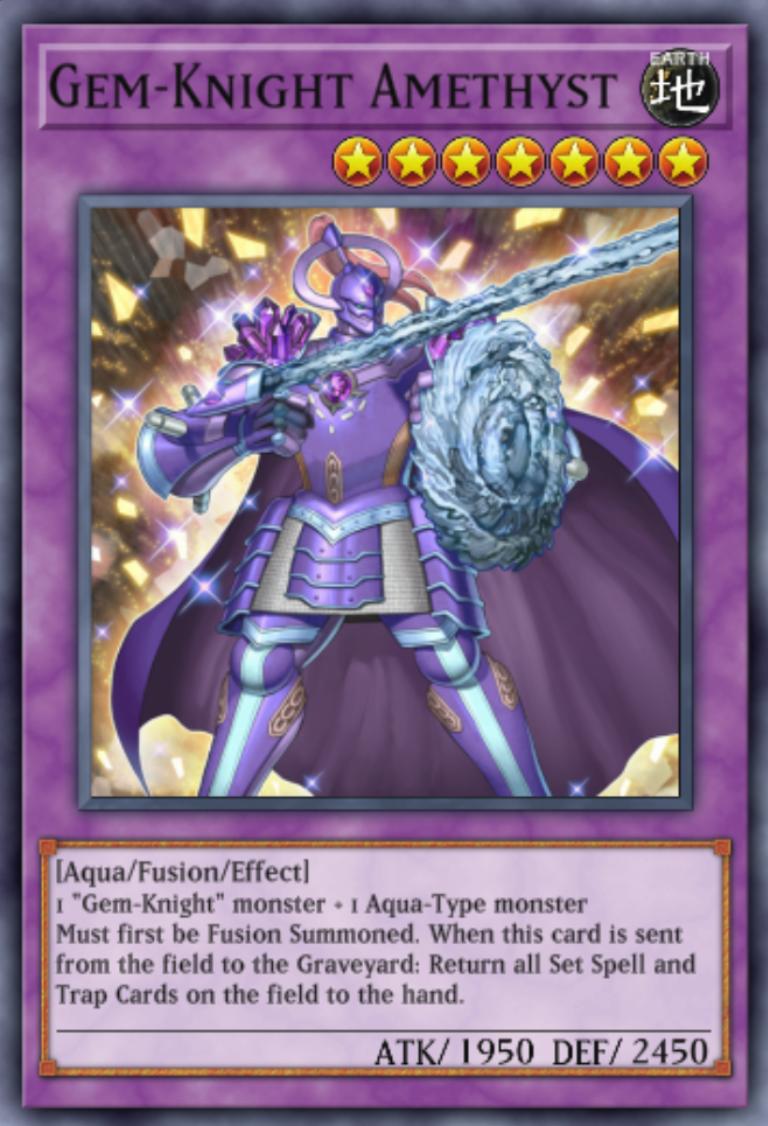 Gem-Knight Amethyst
EARTH
地
[Aqua/Fusion/Effect]
1 "Gem-Knight" monster + 1 Aqua-Type monster
Must first be Fusion Summoned. When this card is sent
from the field to the Graveyard: Return all Set Spell and
Trap Cards on the field to the hand.
ATK/ 1950 DEF/ 2450